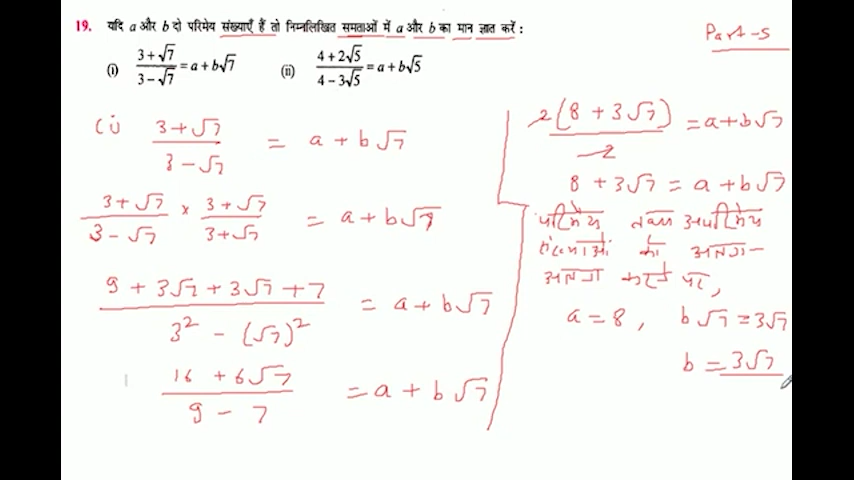 19. यदि a और b दो परिमेय संख्याएँ हैं तो निम्नलिखित समताओं में a और b का मान ज्ञात करें :
(i) (3+√7)/(3−√7) = a + b√7 (ii) (4+2√5)/(4−3√5) = a + b√5
Part-5
(i) (3+√7)/(3−√7) = a + b√7
(3+√7)/(3−√7) × (3+√7)/(3+√7) = a + b√7
(9 + 3√7 + 3√7 + 7)/(3² − (√7)²) = a + b√7
(16 + 6√7)/(9 − 7) = a + b√7
2(8 + 3√7)/2 = a + b√7
8 + 3√7 = a + b√7
परिमेय तथा अपरिमेय
संख्याओं को अलग-
अलग करने पर,
a = 8, b√7 = 3√7
b = 3√7